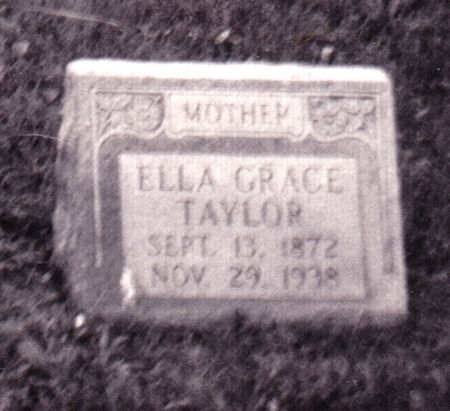 MOTHER
ELLA GRACE
TAYLOR
SEPT. 13, 1872
NOV. 29, 1938